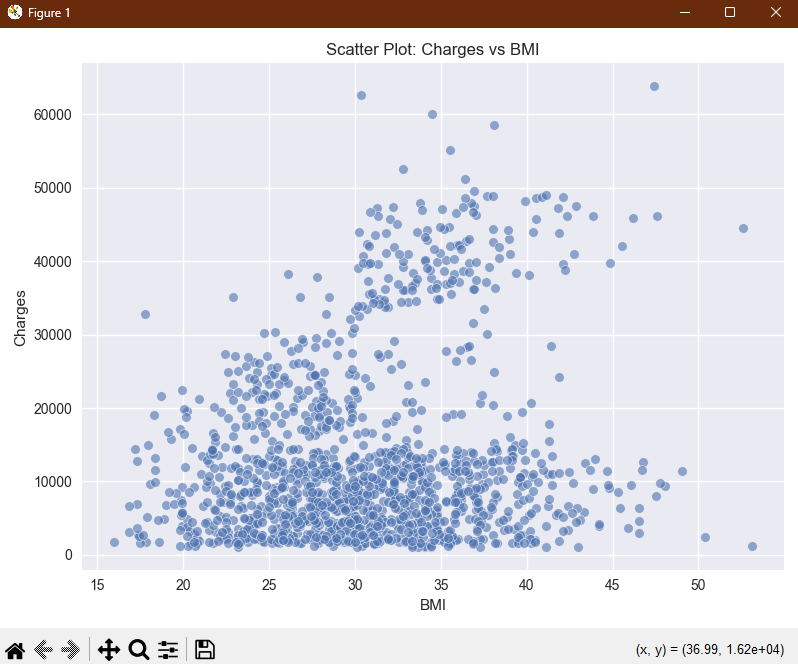 Figure 1
Scatter Plot: Charges vs BMI
60000
50000
40000
30000
20000
10000
0
Charges
15 20 25 30 35 40 45 50
BMI
(x, y) = (36.99, 1.62e+04)